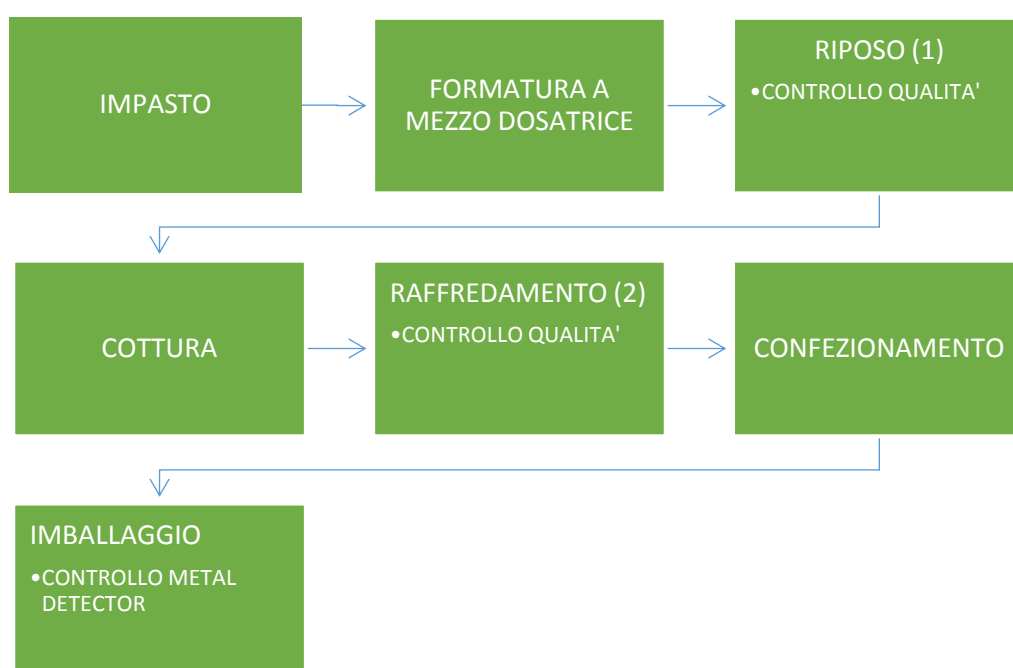 IMPASTO
FORMATURA A
MEZZO DOSATRICE
RIPOSO (1)
•CONTROLLO QUALITA'
COTTURA
RAFFREDAMENTO (2)
•CONTROLLO QUALITA'
CONFEZIONAMENTO
IMBALLAGGIO
•CONTROLLO METAL
DETECTOR